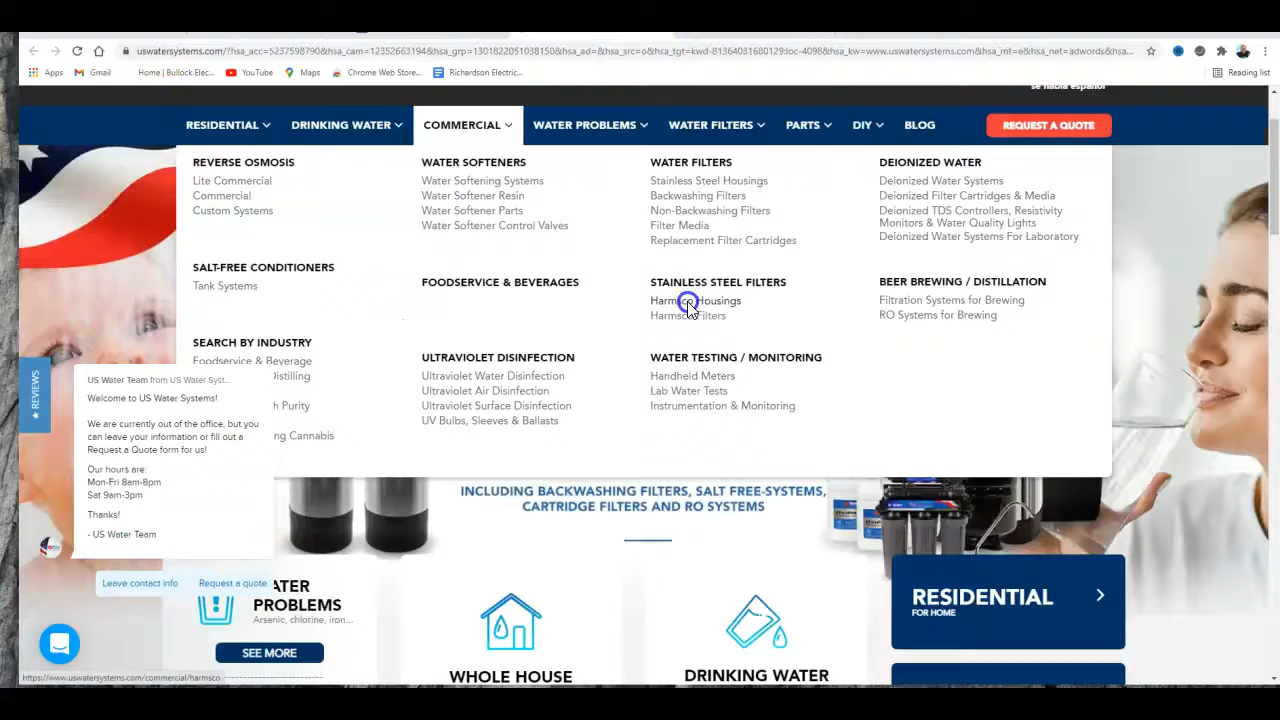 uswatersystems.com/?hsa_acc=5237598790&hsa_cam=12352663194&hsa_grp=1301822051038150&hsa_ad=&hsa_src=o&hsa_tgt=kwd-81364031680129:loc-4098&hsa_kw=www.uswatersystems.com&hsa_mt=e&hsa_net=adwords&hsa...
Apps Gmail Home | Bullock Elec... YouTube Maps Chrome Web Store... Richardson Electric... Reading list
se habla español
RESIDENTIAL DRINKING WATER COMMERCIAL WATER PROBLEMS WATER FILTERS PARTS DIY BLOG REQUEST A QUOTE
REVERSE OSMOSIS
Lite Commercial
Commercial
Custom Systems
SALT-FREE CONDITIONERS
Tank Systems
SEARCH BY INDUSTRY
Foodservice & Beverage
Distilling
h Purity
ng Cannabis
WATER SOFTENERS
Water Softening Systems
Water Softener Resin
Water Softener Parts
Water Softener Control Valves
FOODSERVICE & BEVERAGES
ULTRAVIOLET DISINFECTION
Ultraviolet Water Disinfection
Ultraviolet Air Disinfection
Ultraviolet Surface Disinfection
UV Bulbs, Sleeves & Ballasts
WATER FILTERS
Stainless Steel Housings
Backwashing Filters
Non-Backwashing Filters
Filter Media
Replacement Filter Cartridges
STAINLESS STEEL FILTERS
Harmsco Housings
Harmsco Filters
WATER TESTING / MONITORING
Handheld Meters
Lab Water Tests
Instrumentation & Monitoring
DEIONIZED WATER
Deionized Water Systems
Deionized Filter Cartridges & Media
Deionized TDS Controllers, Resistivity
Monitors & Water Quality Lights
Deionized Water Systems For Laboratory
BEER BREWING / DISTILLATION
Filtration Systems for Brewing
RO Systems for Brewing
★ REVIEWS
US Water Team from US Water Syst...
Welcome to US Water Systems!
We are currently out of the office, but you
can leave your information or fill out a
Request a Quote form for us!
Our hours are:
Mon-Fri 8am-8pm
Sat 9am-3pm
Thanks!
- US Water Team
Leave contact info Request a quote
INCLUDING BACKWASHING FILTERS, SALT FREE-SYSTEMS,
CARTRIDGE FILTERS AND RO SYSTEMS
ATER
PROBLEMS
Arsenic, chlorine, iron...
SEE MORE
WHOLE HOUSE
DRINKING WATER
RESIDENTIAL
FOR HOME
https://www.uswatersystems.com/commercial/harmsco